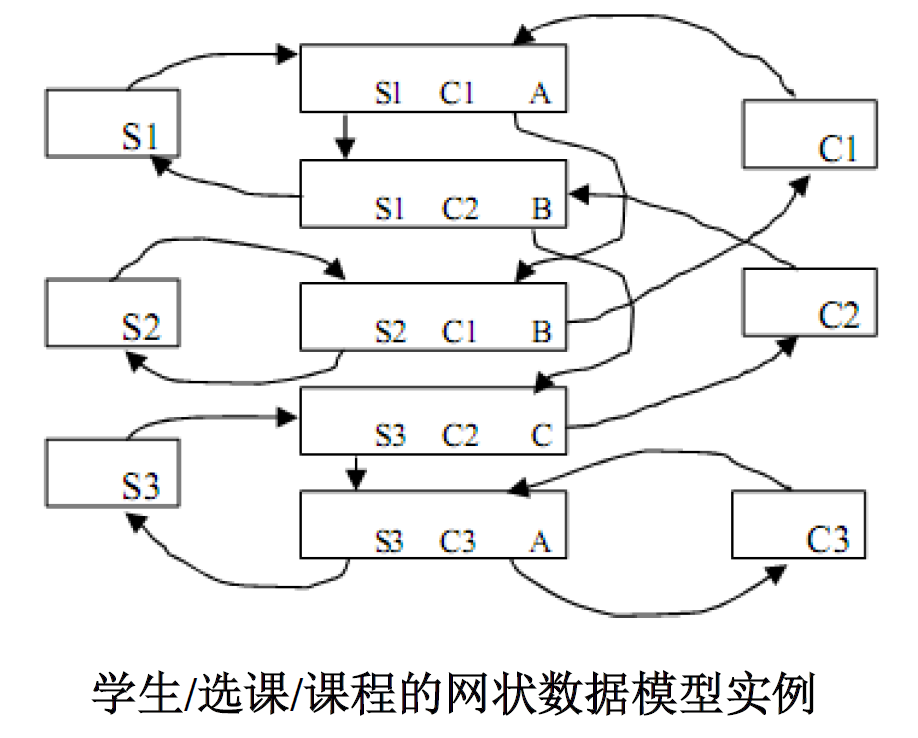 S1 C1 A
S1
C1
S1 C2 B
S2
S2 C1 B
C2
S3 C2 C
S3
S3 C3 A
C3
学生/选课/课程的网状数据模型实例